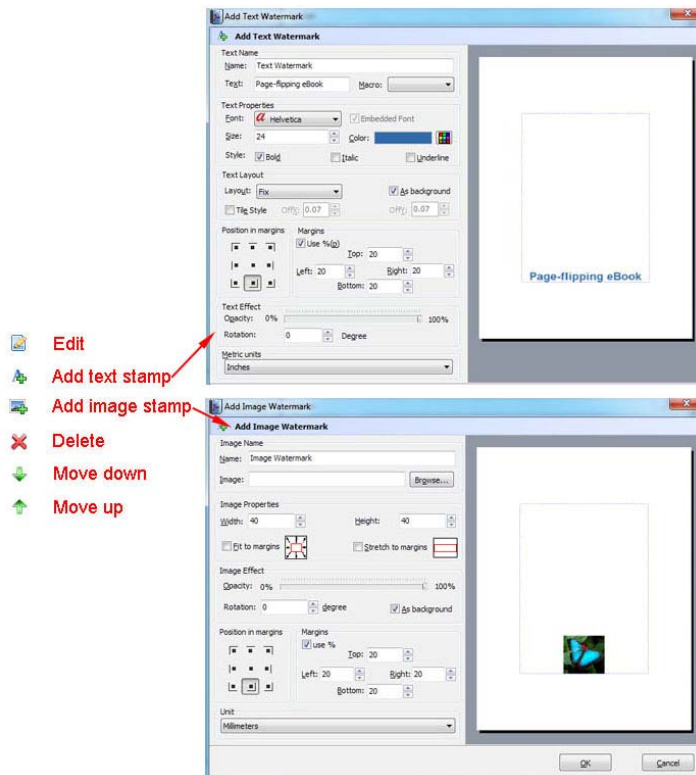 Add Text Watermark
Add Text Watermark
Text Name
Name: Text Watermark
Text: Page-flipping eBook Macro:
Text Properties
Font: a Helvetica Embedded Font
Size: 24 Color:
Style: Bold Italic Underline
Text Layout
Layout: Fix As background
Tile Style OffX: 0.07 OffY: 0.07
Position in margins Margins
Use %(p)
Top: 20
Left: 20 Right: 20
Bottom: 20
Text Effect
Opacity: 0% 100%
Rotation: 0 Degree
Metric units
Inches
Page-flipping eBook
Edit
Add text stamp
Add image stamp
Delete
Move down
Move up
Add Image Watermark
Add Image Watermark
Image Name
Name: Image Watermark
Image: Browse...
Image Properties
Width: 40 Height: 40
Fit to margins Stretch to margins
Image Effect
Opacity: 0% 100%
Rotation: 0 degree As background
Position in margins Margins
use %
Top: 20
Left: 20 Right: 20
Bottom: 20
Unit
Millimeters
OK Cancel